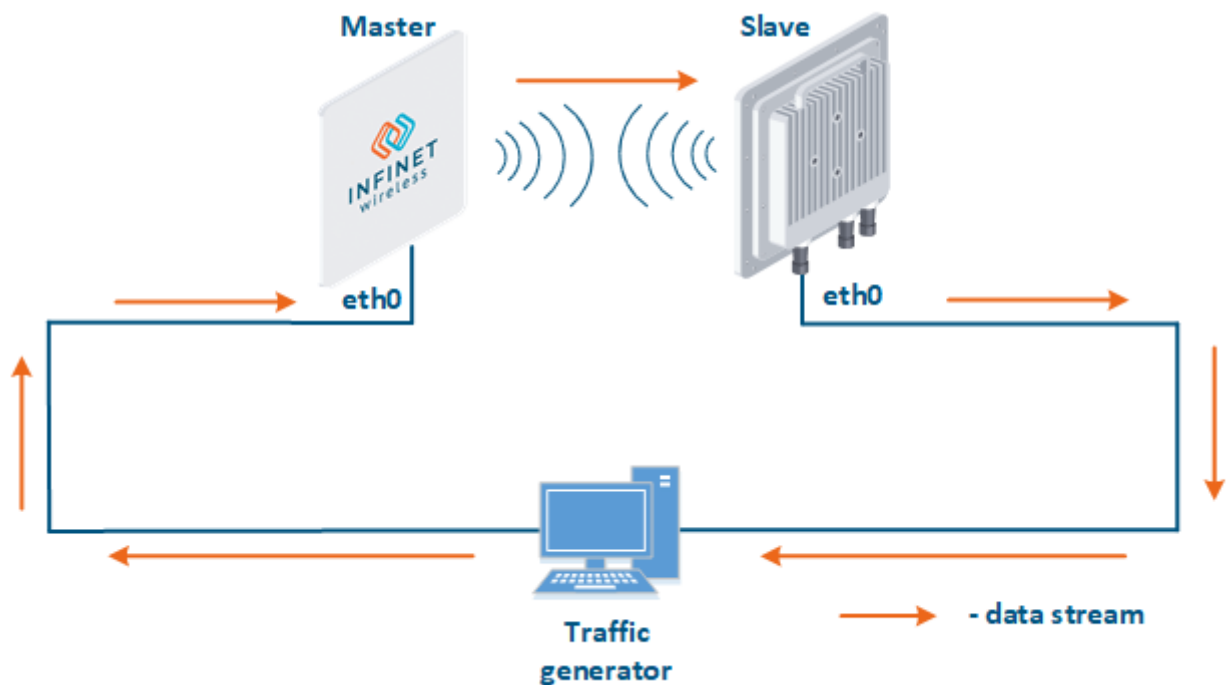 Master
Slave
INFINET
wireless
eth0
eth0
Traffic
generator
- data stream